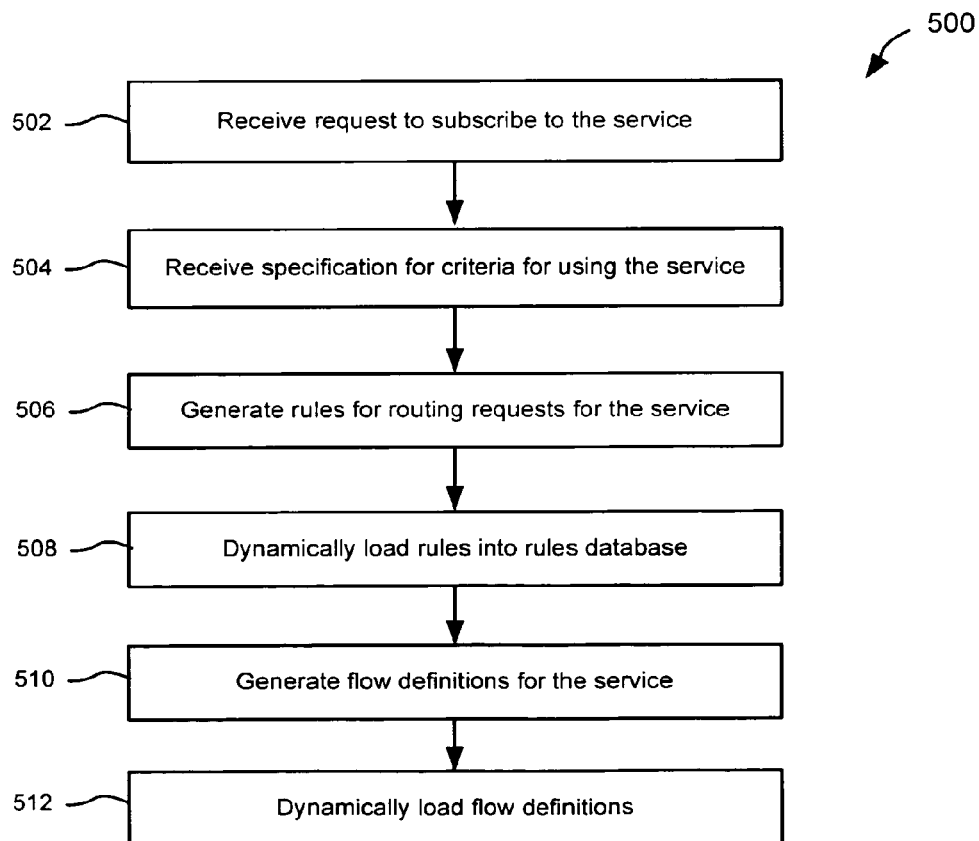 500
502 Receive request to subscribe to the service
504 Receive specification for criteria for using the service
506 Generate rules for routing requests for the service
508 Dynamically load rules into rules database
510 Generate flow definitions for the service
512 Dynamically load flow definitions